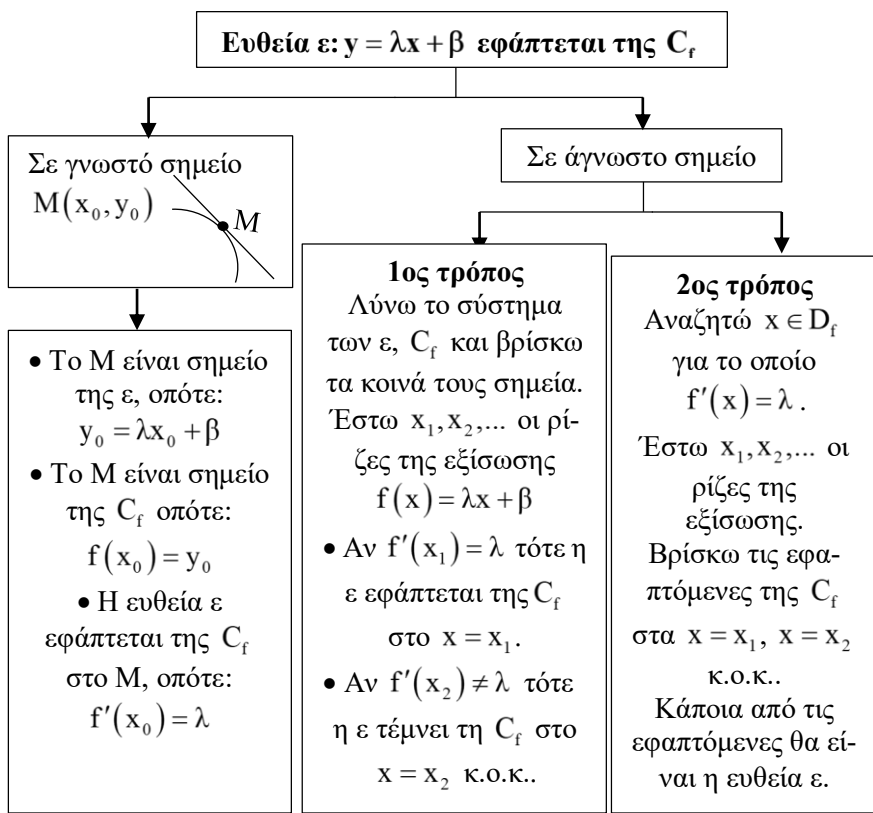 Ευθεία ε: y = λx + β εφάπτεται της C_f
Σε γνωστό σημείο
M(x₀, y₀)
M
Σε άγνωστο σημείο
• Το Μ είναι σημείο
της ε, οπότε:
y₀ = λx₀ + β
• Το Μ είναι σημείο
της C_f οπότε:
f(x₀) = y₀
• Η ευθεία ε
εφάπτεται της C_f
στο Μ, οπότε:
f′(x₀) = λ
1ος τρόπος
Λύνω το σύστημα
των ε, C_f και βρίσκω
τα κοινά τους σημεία.
Έστω x₁, x₂,... οι ρί-
ζες της εξίσωσης
f(x) = λx + β
• Αν f′(x₁) = λ τότε η
ε εφάπτεται της C_f
στο x = x₁.
• Αν f′(x₂) ≠ λ τότε
η ε τέμνει τη C_f στο
x = x₂ κ.ο.κ..
2ος τρόπος
Αναζητώ x ∈ D_f
για το οποίο
f′(x) = λ .
Έστω x₁, x₂,... οι
ρίζες της
εξίσωσης.
Βρίσκω τις εφα-
πτόμενες της C_f
στα x = x₁, x = x₂
κ.ο.κ..
Κάποια από τις
εφαπτόμενες θα εί-
ναι η ευθεία ε.